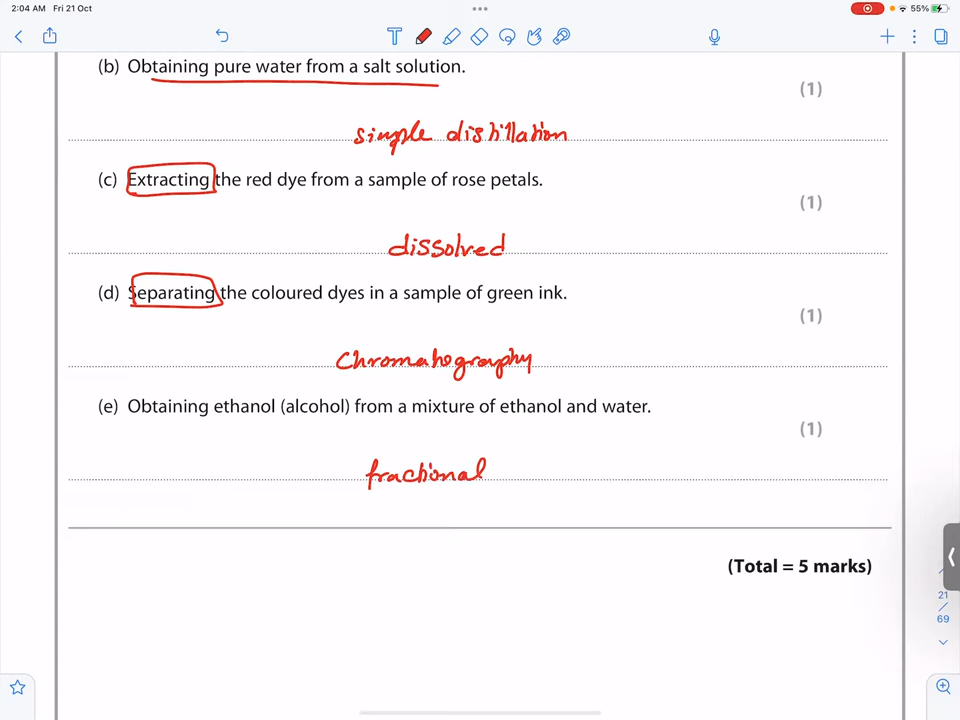 2:04 AM Fri 21 Oct
55%
(b) Obtaining pure water from a salt solution.
(1)
simple distillation
(c) Extracting the red dye from a sample of rose petals.
(1)
dissolved
(d) Separating the coloured dyes in a sample of green ink.
(1)
Chromatography
(e) Obtaining ethanol (alcohol) from a mixture of ethanol and water.
(1)
fractional
(Total = 5 marks)
21
/
69